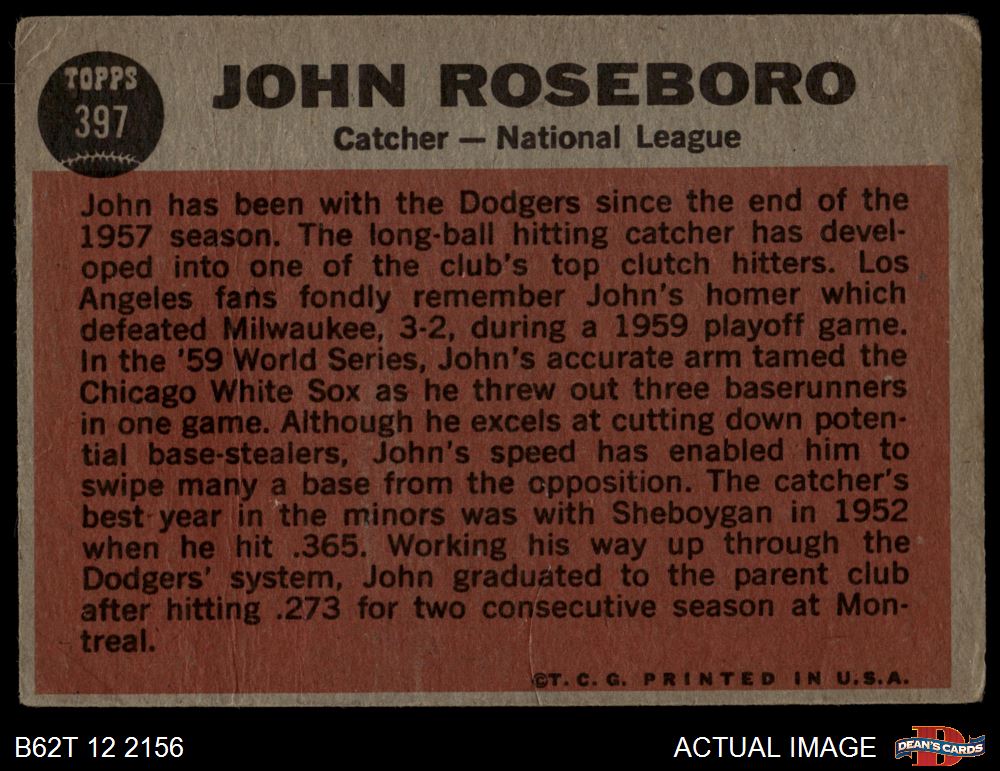 TOPPS
397
JOHN ROSEBORO
Catcher — National League
John has been with the Dodgers since the end of the
1957 season. The long-ball hitting catcher has devel-
oped into one of the club's top clutch hitters. Los
Angeles fans fondly remember John's homer which
defeated Milwaukee, 3-2, during a 1959 playoff game.
In the '59 World Series, John's accurate arm tamed the
Chicago White Sox as he threw out three baserunners
in one game. Although he excels at cutting down poten-
tial base-stealers, John's speed has enabled him to
swipe many a base from the opposition. The catcher's
best year in the minors was with Sheboygan in 1952
when he hit .365. Working his way up through the
Dodgers' system, John graduated to the parent club
after hitting .273 for two consecutive season at Mon-
treal.
©T. C. G. PRINTED IN U.S.A.
B62T 12 2156
ACTUAL IMAGE
D
DEAN'S CARDS